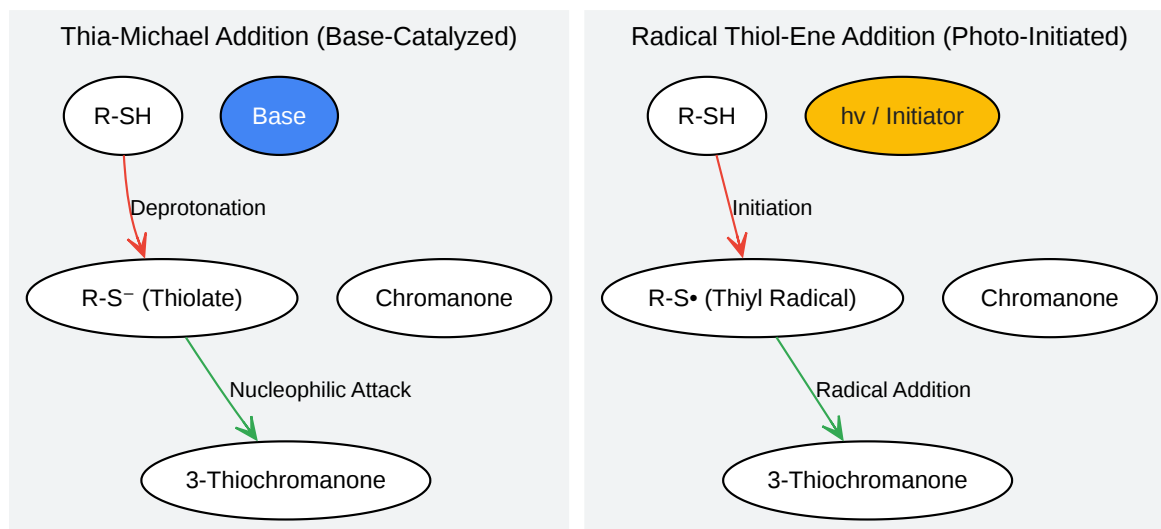 Thia-Michael Addition (Base-Catalyzed)
R-SH
Base
Deprotonation
R-S⁻ (Thiolate)
Chromanone
Nucleophilic Attack
3-Thiochromanone
Radical Thiol-Ene Addition (Photo-Initiated)
R-SH
hv / Initiator
Initiation
R-S• (Thiyl Radical)
Chromanone
Radical Addition
3-Thiochromanone